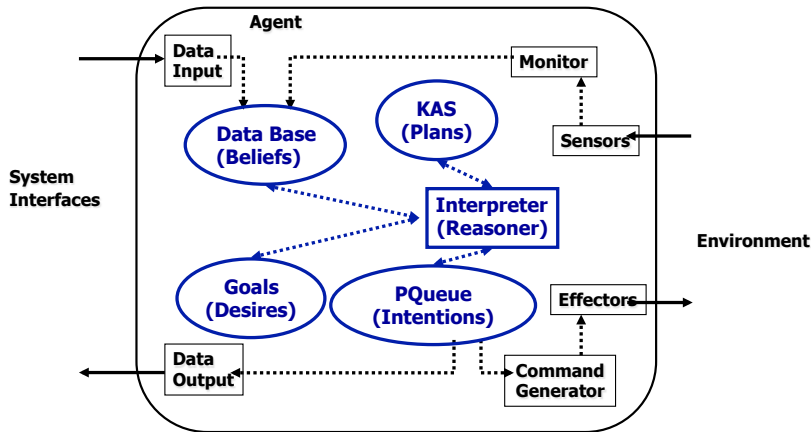 Agent
Data
Input
Monitor
KAS
(Plans)
Data Base
(Beliefs)
Sensors
System
Interfaces
Interpreter
(Reasoner)
Environment
Goals
(Desires)
PQueue
(Intentions)
Effectors
Data
Output
Command
Generator